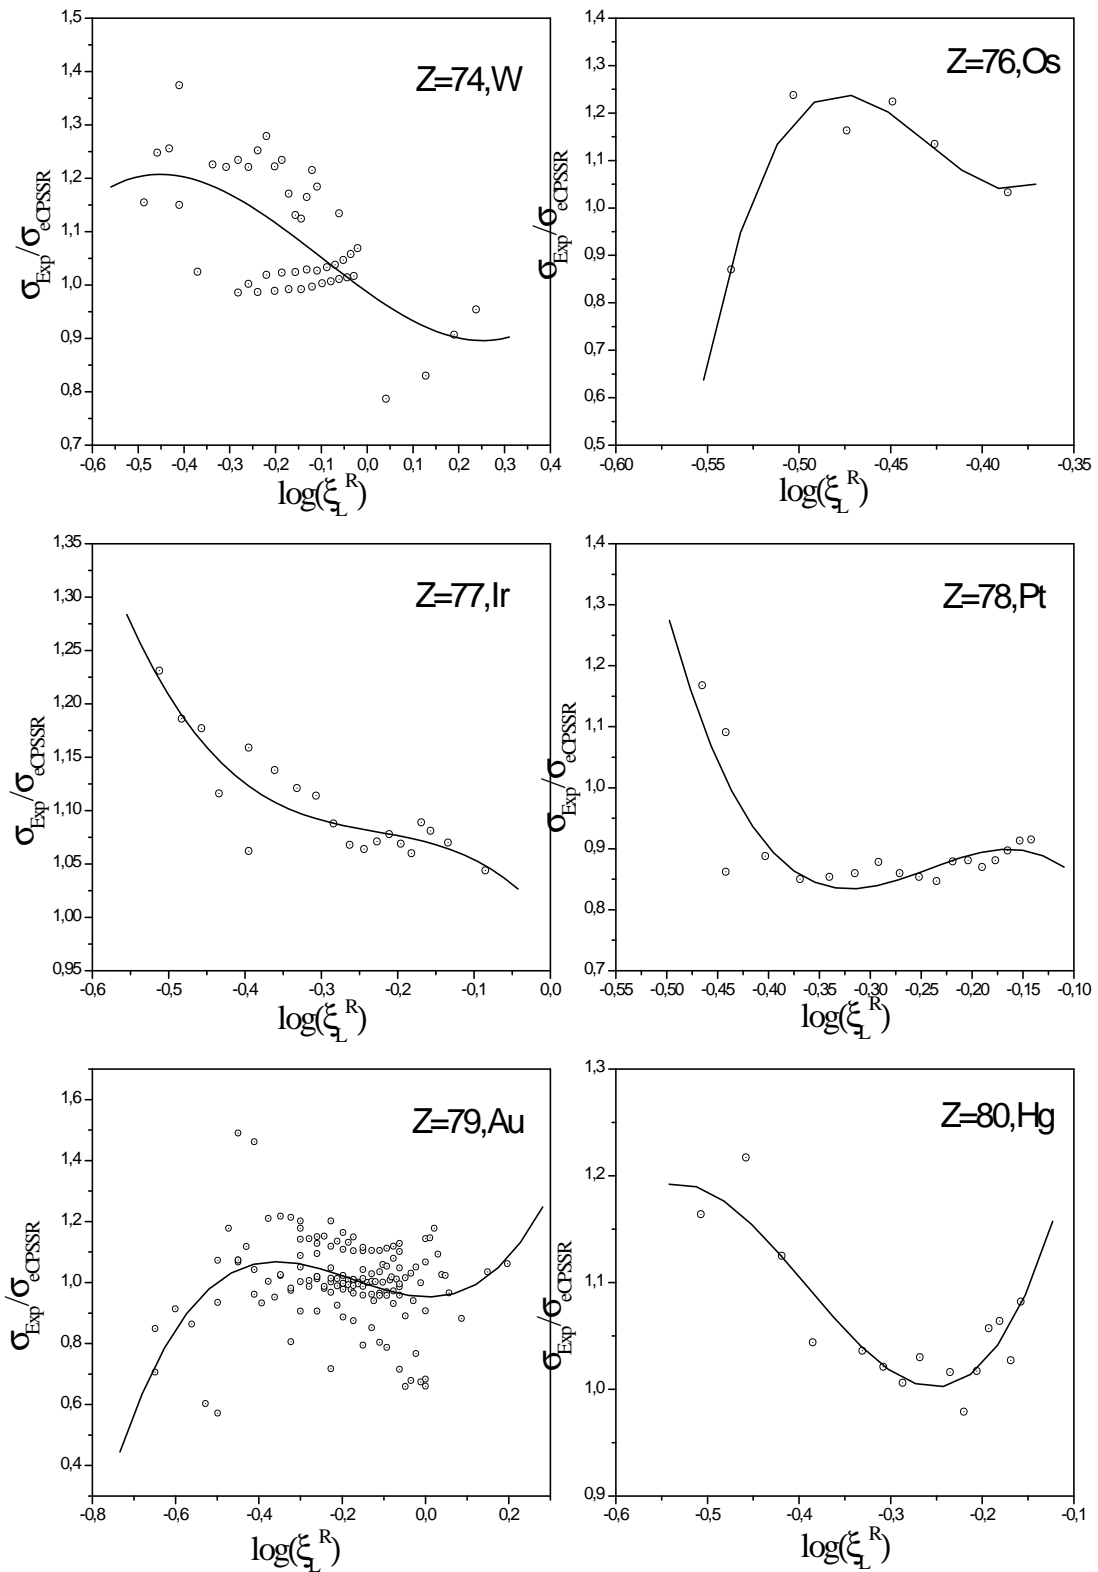 Z=74,W
1,5
1,4
1,3
1,2
1,1
1,0
0,9
0,8
0,7
-0,6 -0,5 -0,4 -0,3 -0,2 -0,1 0,0 0,1 0,2 0,3 0,4
σExp/σeCPSSR
log(ξLR)
Z=76,Os
1,4
1,3
1,2
1,1
1,0
0,9
0,8
0,7
0,6
0,5
-0,60 -0,55 -0,50 -0,45 -0,40 -0,35
σExp/σeCPSSR
log(ξLR)
Z=77,Ir
1,35
1,30
1,25
1,20
1,15
1,10
1,05
1,00
0,95
-0,6 -0,5 -0,4 -0,3 -0,2 -0,1 0,0
σExp/σeCPSSR
log(ξLR)
Z=78,Pt
1,4
1,3
1,2
1,1
1,0
0,9
0,8
0,7
-0,55 -0,50 -0,45 -0,40 -0,35 -0,30 -0,25 -0,20 -0,15 -0,10
σExp/σeCPSSR
log(ξLR)
Z=79,Au
1,6
1,4
1,2
1,0
0,8
0,6
0,4
-0,8 -0,6 -0,4 -0,2 0,0 0,2
σExp/σeCPSSR
log(ξLR)
Z=80,Hg
1,3
1,2
1,1
1,0
0,9
-0,6 -0,5 -0,4 -0,3 -0,2 -0,1
σExp/σeCPSSR
log(ξLR)